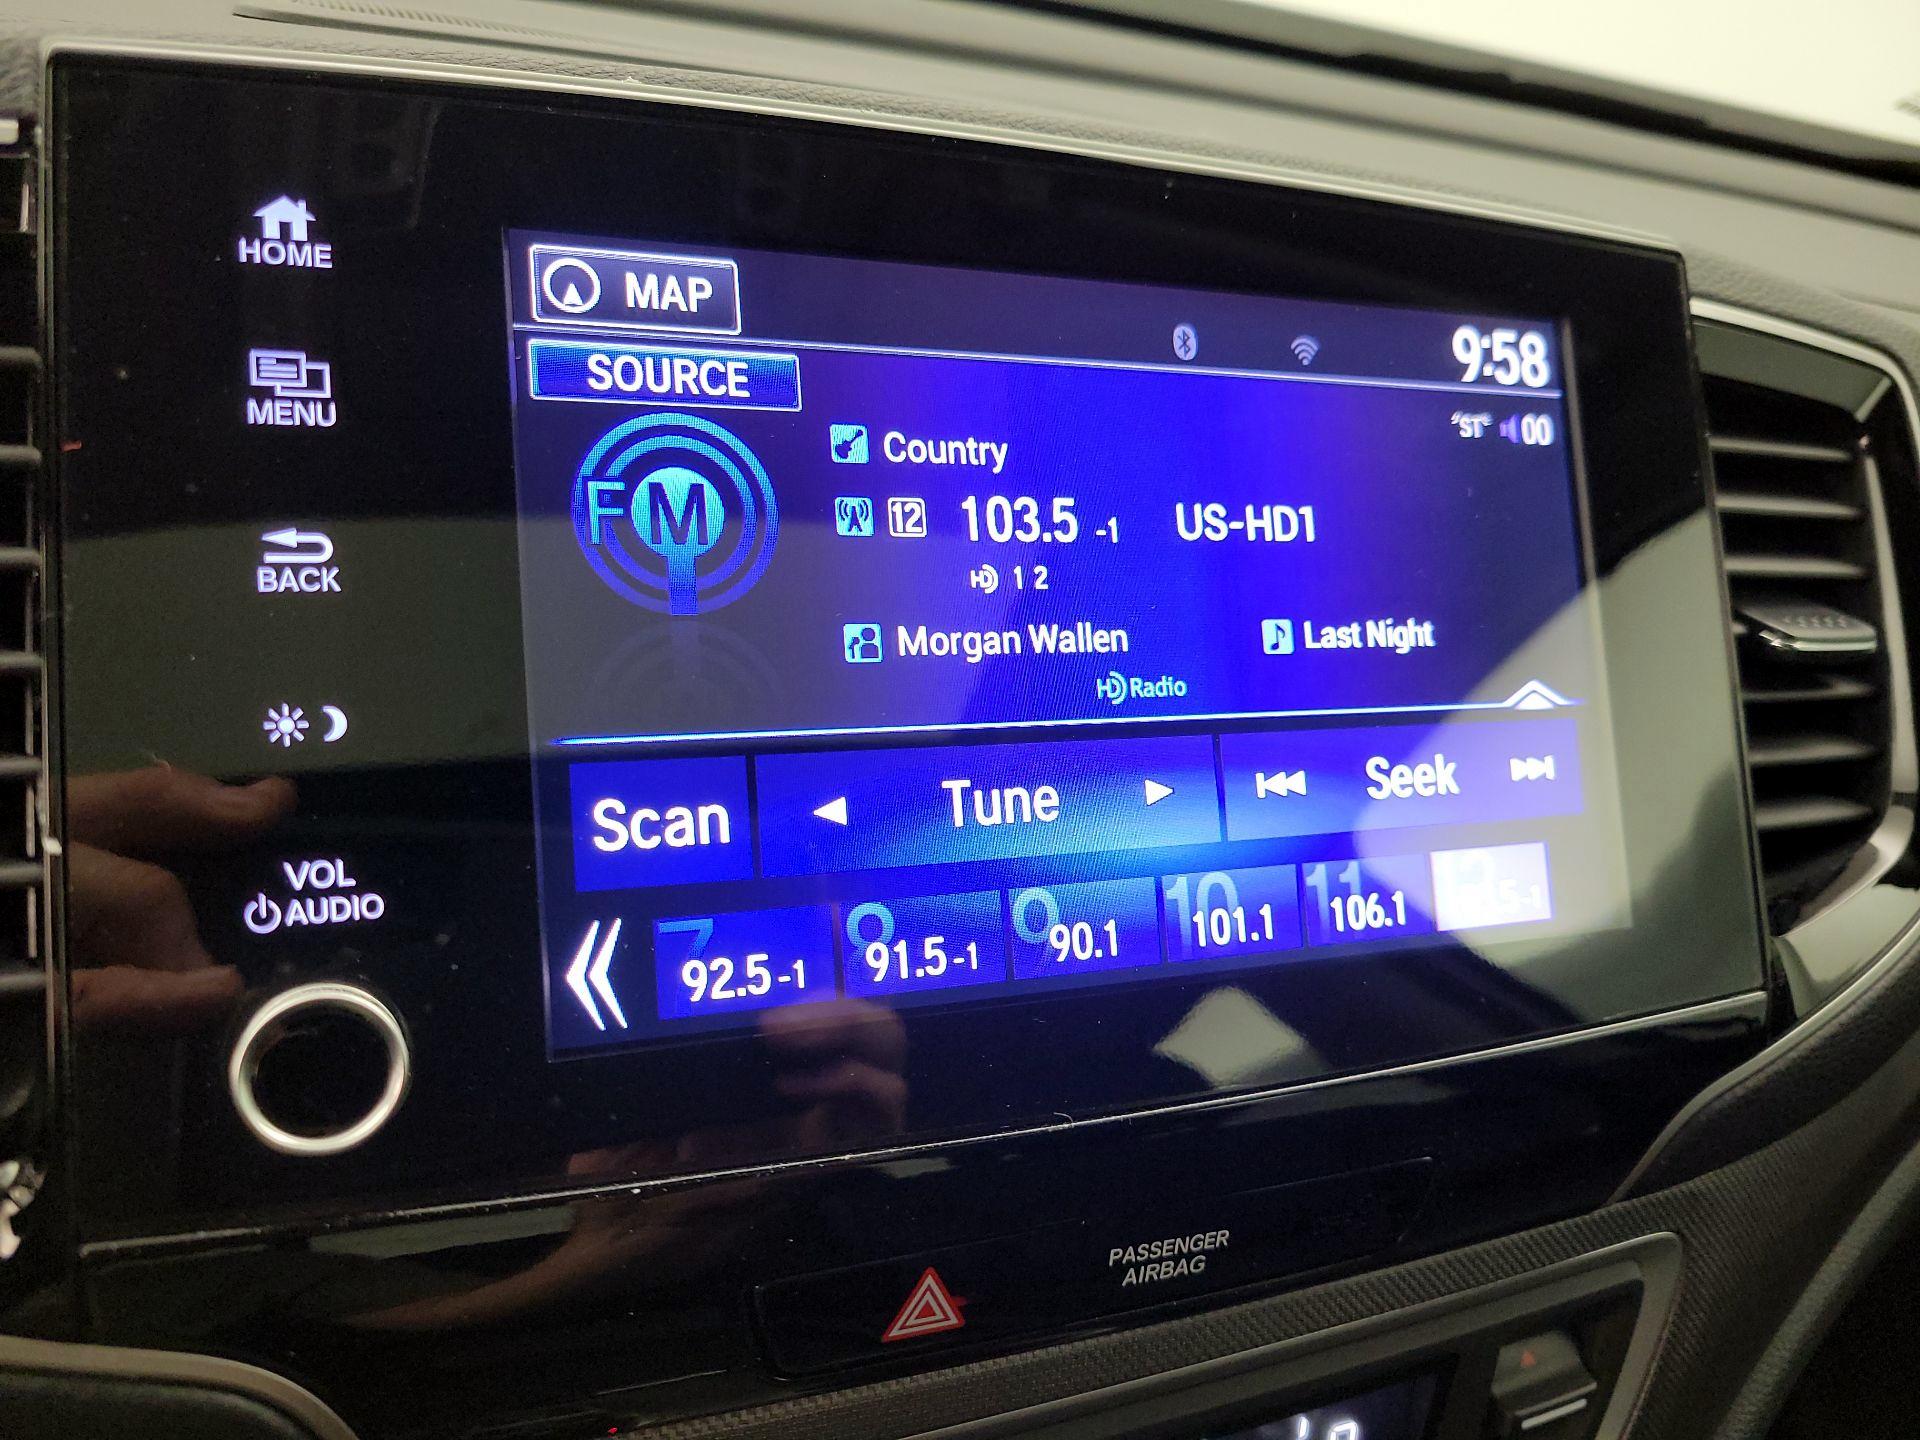 HOME
MENU
BACK
VOL
AUDIO
MAP
9:58
SOURCE
"ST" 00
Country
FM
12 103.5 -1 US-HD1
HD 1 2
Morgan Wallen Last Night
HD Radio
Scan Tune Seek
7 8 9 10 11
92.5-1 91.5-1 90.1 101.1 106.1
PASSENGER
AIRBAG